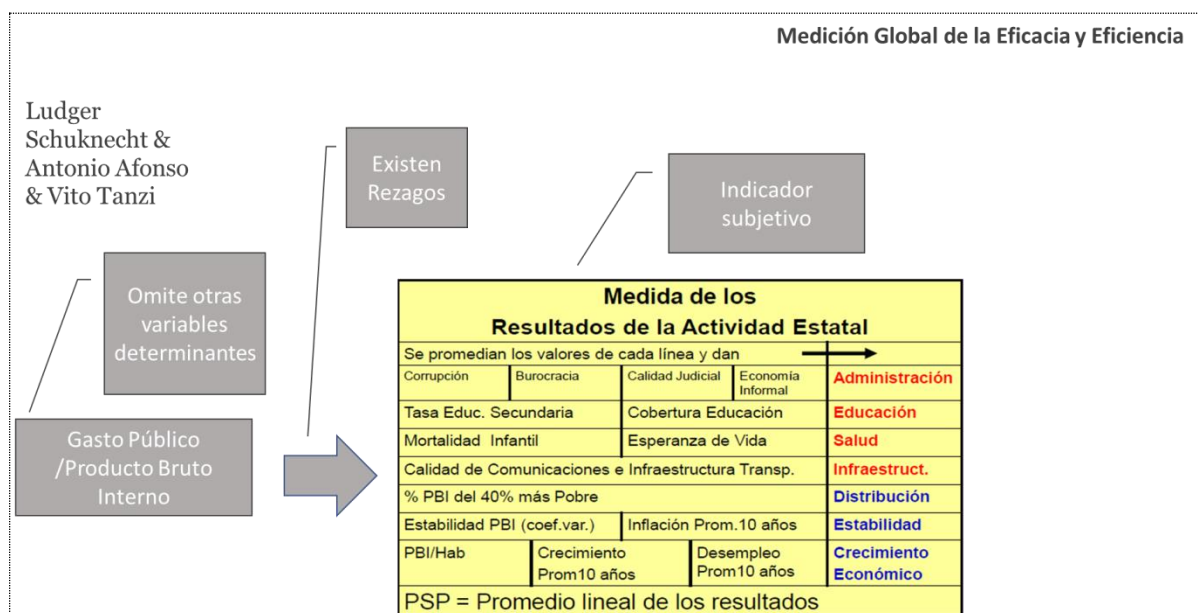 Medición Global de la Eficacia y Eficiencia
Ludger
Schuknecht &
Antonio Afonso
& Vito Tanzi
Existen
Rezagos
Indicador
subjetivo
Omite otras
variables
determinantes
Gasto Público
/Producto Bruto
Interno
Medida de los
Resultados de la Actividad Estatal
Se promedian los valores de cada línea y dan
Corrupción Burocracia Calidad Judicial Economía Informal Administración
Tasa Educ. Secundaria Cobertura Educación Educación
Mortalidad Infantil Esperanza de Vida Salud
Calidad de Comunicaciones e Infraestructura Transp. Infraestruct.
% PBI del 40% más Pobre Distribución
Estabilidad PBI (coef.var.) Inflación Prom.10 años Estabilidad
PBI/Hab Crecimiento Desempleo Crecimiento
Prom10 años Prom10 años Económico
PSP = Promedio lineal de los resultados